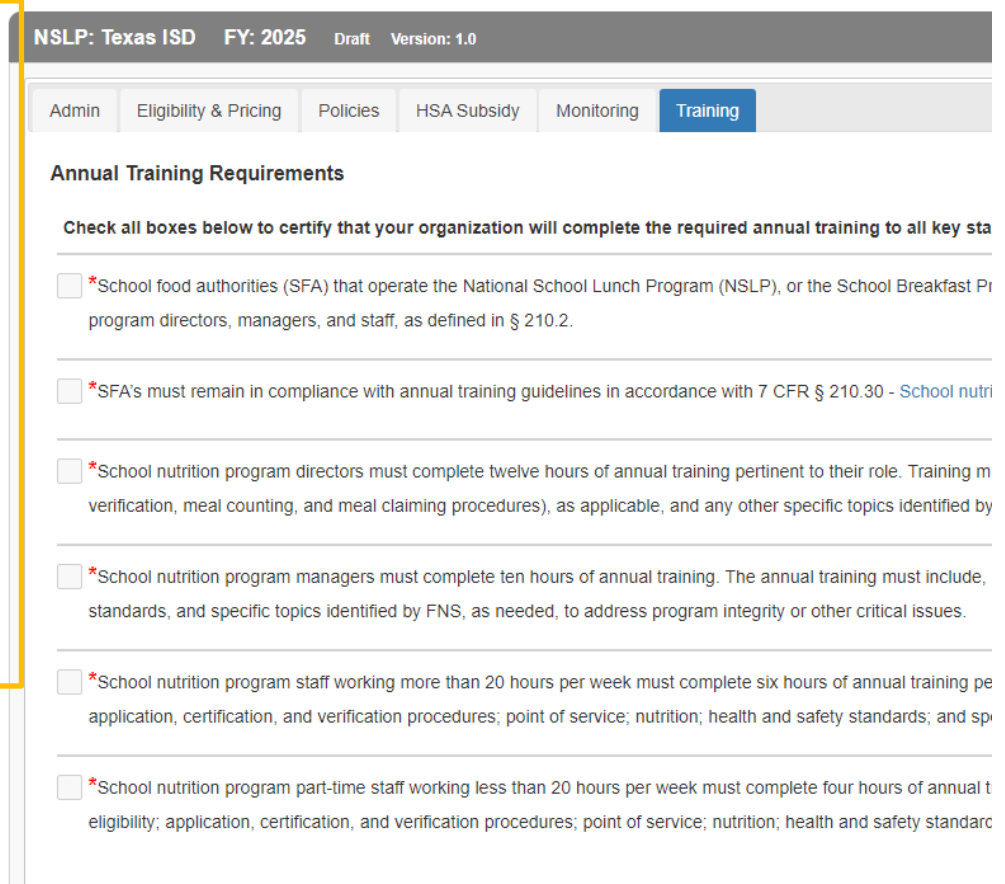 NSLP: Texas ISD FY: 2025 Draft Version: 1.0
Admin Eligibility & Pricing Policies HSA Subsidy Monitoring Training
Annual Training Requirements
Check all boxes below to certify that your organization will complete the required annual training to all key
*School food authorities (SFA) that operate the National School Lunch Program (NSLP), or the School Breakfast
program directors, managers, and staff, as defined in § 210.2.
*SFA's must remain in compliance with annual training guidelines in accordance with 7 CFR § 210.30 - School
*School nutrition program directors must complete twelve hours of annual training pertinent to their role. Training
verification, meal counting, and meal claiming procedures), as applicable, and any other specific topics identified by
*School nutrition program managers must complete ten hours of annual training. The annual training must include,
standards, and specific topics identified by FNS, as needed, to address program integrity or other critical issues.
*School nutrition program staff working more than 20 hours per week must complete six hours of annual training
application, certification, and verification procedures; point of service; nutrition; health and safety standards; and
*School nutrition program part-time staff working less than 20 hours per week must complete four hours of annual
eligibility; application, certification, and verification procedures; point of service; nutrition; health and safety